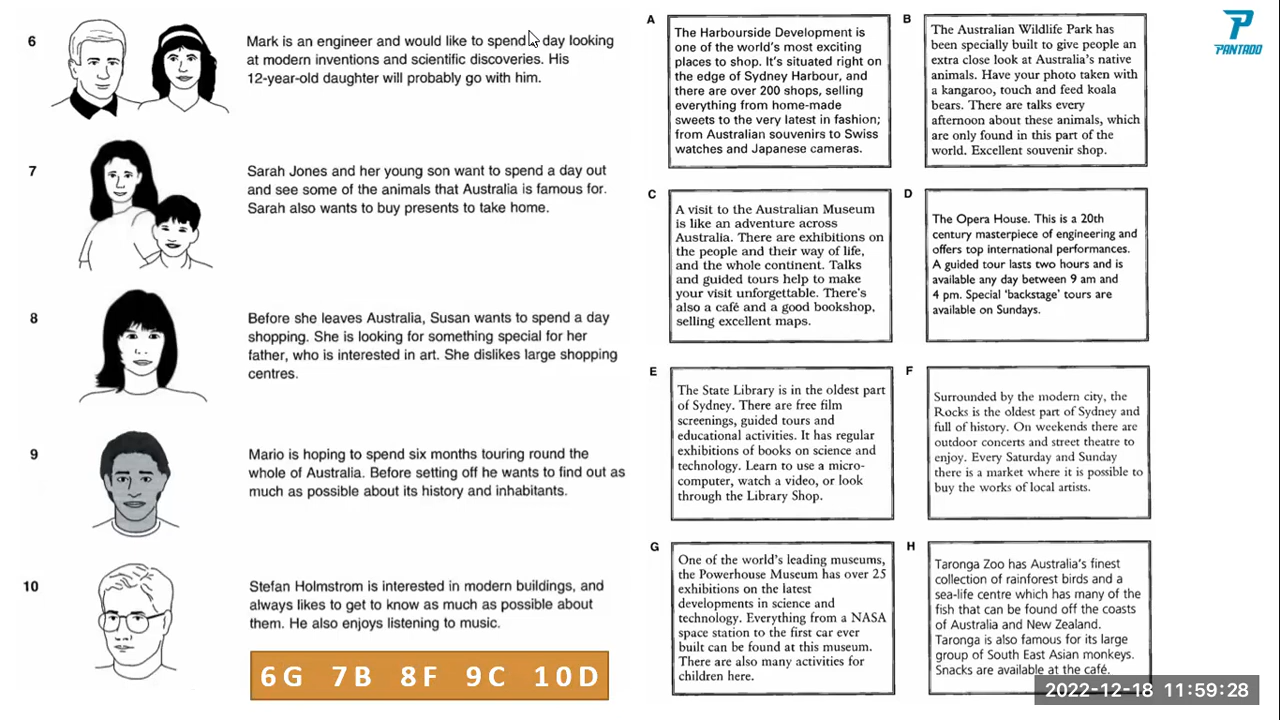 6
Mark is an engineer and would like to spend a day looking
at modern inventions and scientific discoveries. His
12-year-old daughter will probably go with him.
7
Sarah Jones and her young son want to spend a day out
and see some of the animals that Australia is famous for.
Sarah also wants to buy presents to take home.
8
Before she leaves Australia, Susan wants to spend a day
shopping. She is looking for something special for her
father, who is interested in art. She dislikes large shopping
centres.
9
Mario is hoping to spend six months touring round the
whole of Australia. Before setting off he wants to find out as
much as possible about its history and inhabitants.
10
Stefan Holmstrom is interested in modern buildings, and
always likes to get to know as much as possible about
them. He also enjoys listening to music.
6 G 7 B 8 F 9 C 10 D
A
The Harbourside Development is
one of the world's most exciting
places to shop. It's situated right on
the edge of Sydney Harbour, and
there are over 200 shops, selling
everything from home-made
sweets to the very latest in fashion;
from Australian souvenirs to Swiss
watches and Japanese cameras.
B
The Australian Wildlife Park has
been specially built to give people an
extra close look at Australia's native
animals. Have your photo taken with
a kangaroo, touch and feed koala
bears. There are talks every
afternoon about these animals, which
are only found in this part of the
world. Excellent souvenir shop.
C
A visit to the Australian Museum
is like an adventure across
Australia. There are exhibitions on
the people and their way of life,
and the whole continent. Talks
and guided tours help to make
your visit unforgettable. There's
also a café and a good bookshop,
selling excellent maps.
D
The Opera House. This is a 20th
century masterpiece of engineering and
offers top international performances.
A guided tour lasts two hours and is
available any day between 9 am and
4 pm. Special 'backstage' tours are
available on Sundays.
E
The State Library is in the oldest part
of Sydney. There are free film
screenings, guided tours and
educational activities. It has regular
exhibitions of books on science and
technology. Learn to use a micro-
computer, watch a video, or look
through the Library Shop.
F
Surrounded by the modern city, the
Rocks is the oldest part of Sydney and
full of history. On weekends there are
outdoor concerts and street theatre to
enjoy. Every Saturday and Sunday
there is a market where it is possible to
buy the works of local artists.
G
One of the world's leading museums,
the Powerhouse Museum has over 25
exhibitions on the latest
developments in science and
technology. Everything from a NASA
space station to the first car ever
built can be found at this museum.
There are also many activities for
children here.
H
Taronga Zoo has Australia's finest
collection of rainforest birds and a
sea-life centre which has many of the
fish that can be found off the coasts
of Australia and New Zealand.
Taronga is also famous for its large
group of South East Asian monkeys.
Snacks are available at the café.
PANTADO
2022-12-18 11:59:28